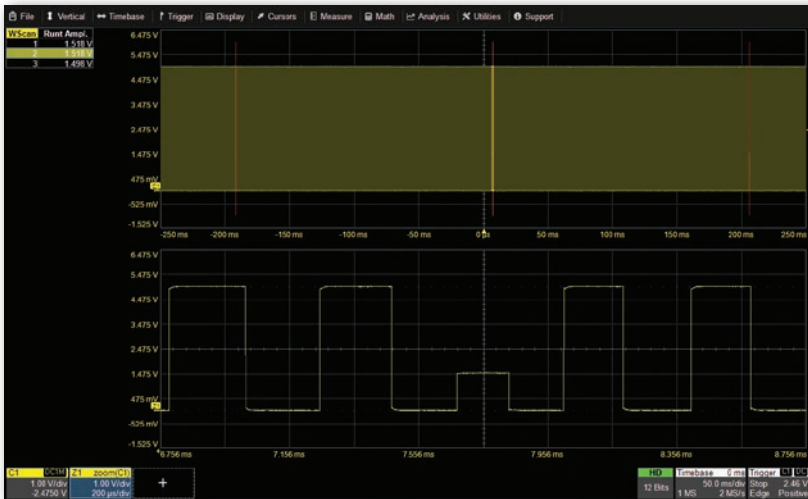 File Vertical Timebase Trigger Display Cursors Measure Math Analysis Utilities Support
WScan Runt Ampl.
1 1.518 V
2 1.518 V
3 1.498 V
6.475 V
5.475 V
4.475 V
3.475 V
2.475 V
1.475 V
475 mV
-525 mV
-1.525 V
Z1
-250 ms -200 ms -150 ms -100 ms -50 ms 0 µs 50 ms 100 ms 150 ms 200 ms 250 ms
6.475 V
5.475 V
4.475 V
3.475 V
2.475 V
1.475 V
475 mV
-525 mV
-1.525 V
Z1
6.756 ms 7.156 ms 7.556 ms 7.956 ms 8.356 ms 8.756 ms
C1 DC1M Z1 zoom(C1) HD Timebase 0 ms Trigger C1 DC
1.00 V/div 1.00 V/div + 12 Bits 50.0 ms/div Stop 2.46 V
-2.4750 V 200 µs/div 1 MS 2 MS/s Edge Positive